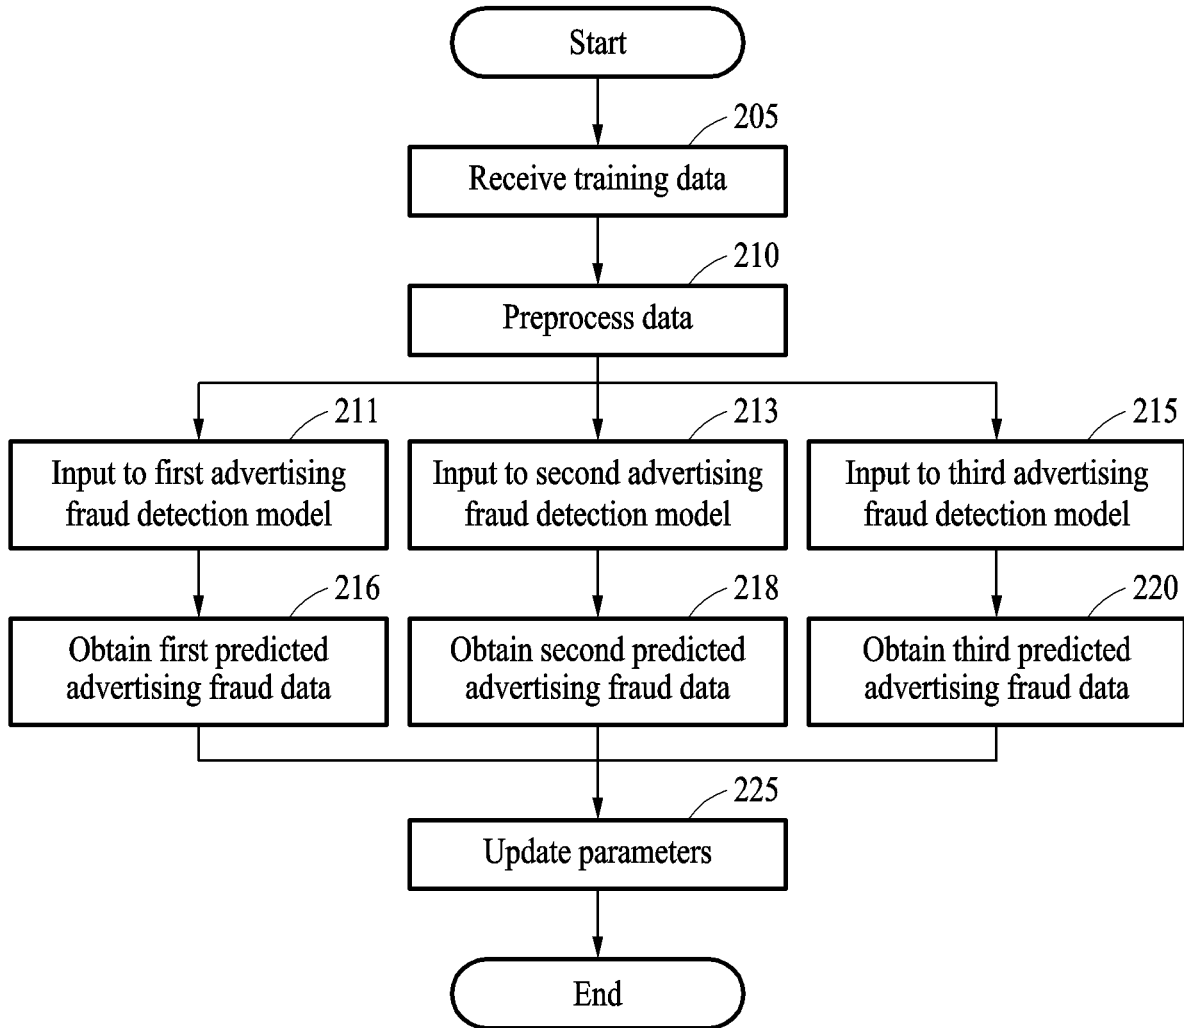 Start
205
Receive training data
210
Preprocess data
211
213
215
Input to first advertising
fraud detection model
Input to second advertising
fraud detection model
Input to third advertising
fraud detection model
216
218
220
Obtain first predicted
advertising fraud data
Obtain second predicted
advertising fraud data
Obtain third predicted
advertising fraud data
225
Update parameters
End